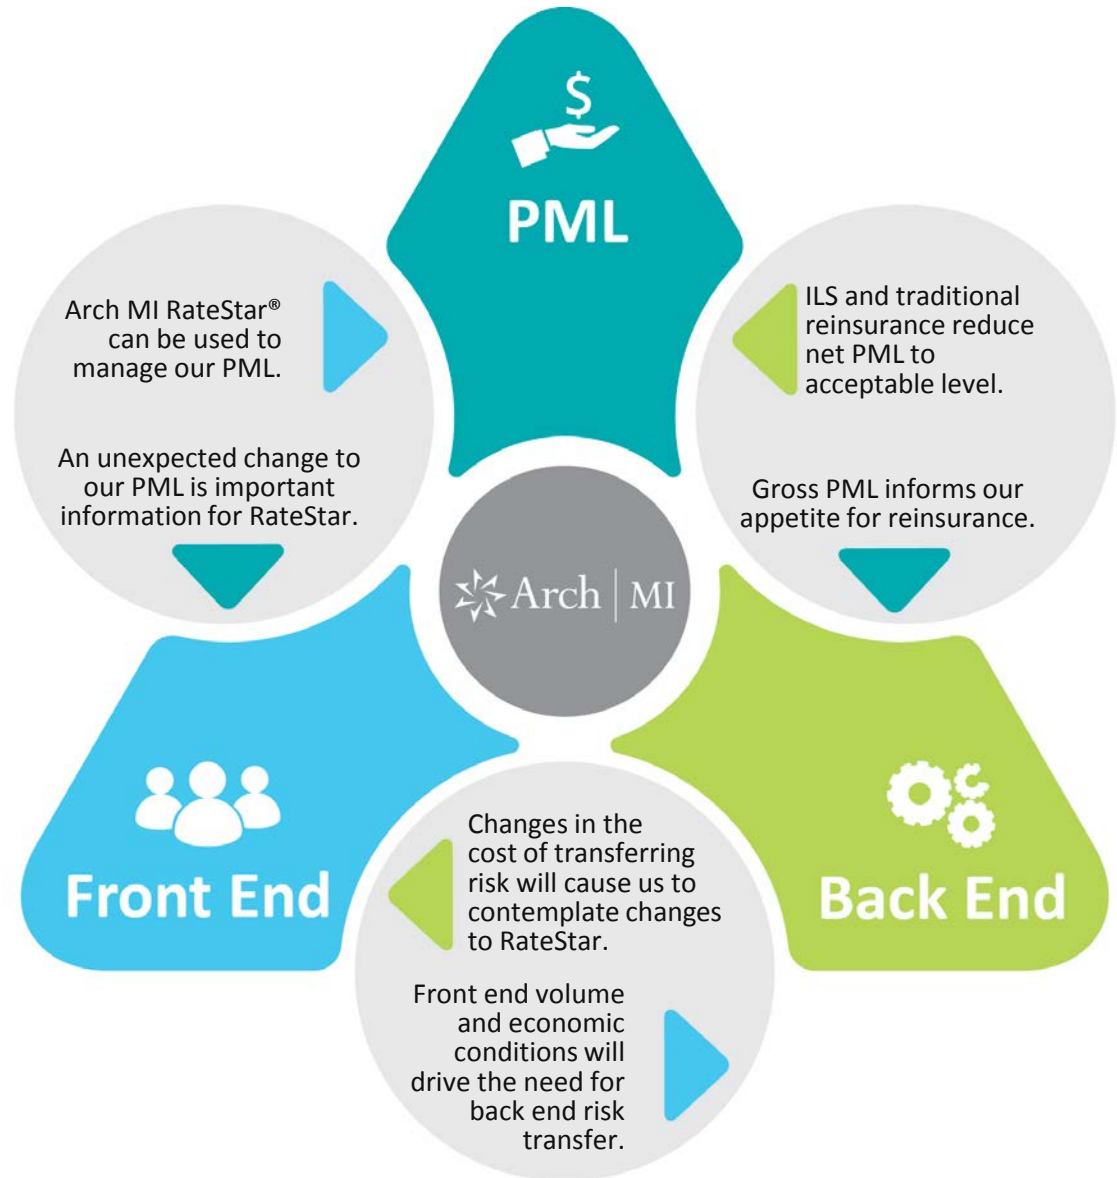 $
PML
Arch MI RateStar®
can be used to
manage our PML.
An unexpected change to
our PML is important
information for RateStar.
ILS and traditional
reinsurance reduce
net PML to
acceptable level.
Gross PML informs our
appetite for reinsurance.
Arch | MI
Front End
Changes in the
cost of transferring
risk will cause us to
contemplate changes
to RateStar.
Front end volume
and economic
conditions will
drive the need for
back end risk
transfer.
Back End